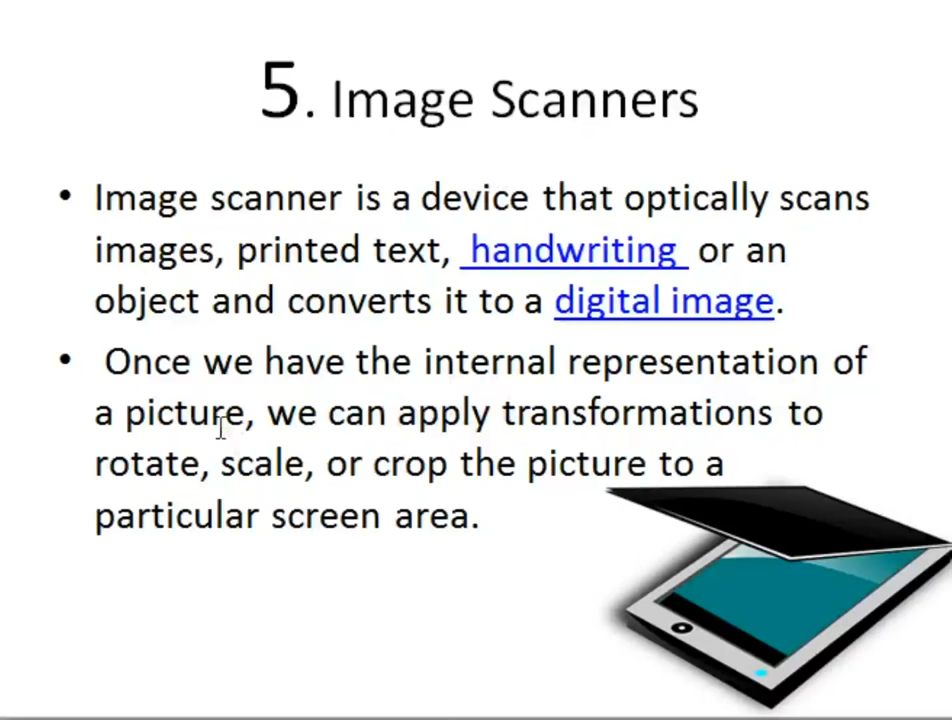 5. Image Scanners
• Image scanner is a device that optically scans
images, printed text, handwriting or an
object and converts it to a digital image.
• Once we have the internal representation of
a picture, we can apply transformations to
rotate, scale, or crop the picture to a
particular screen area.